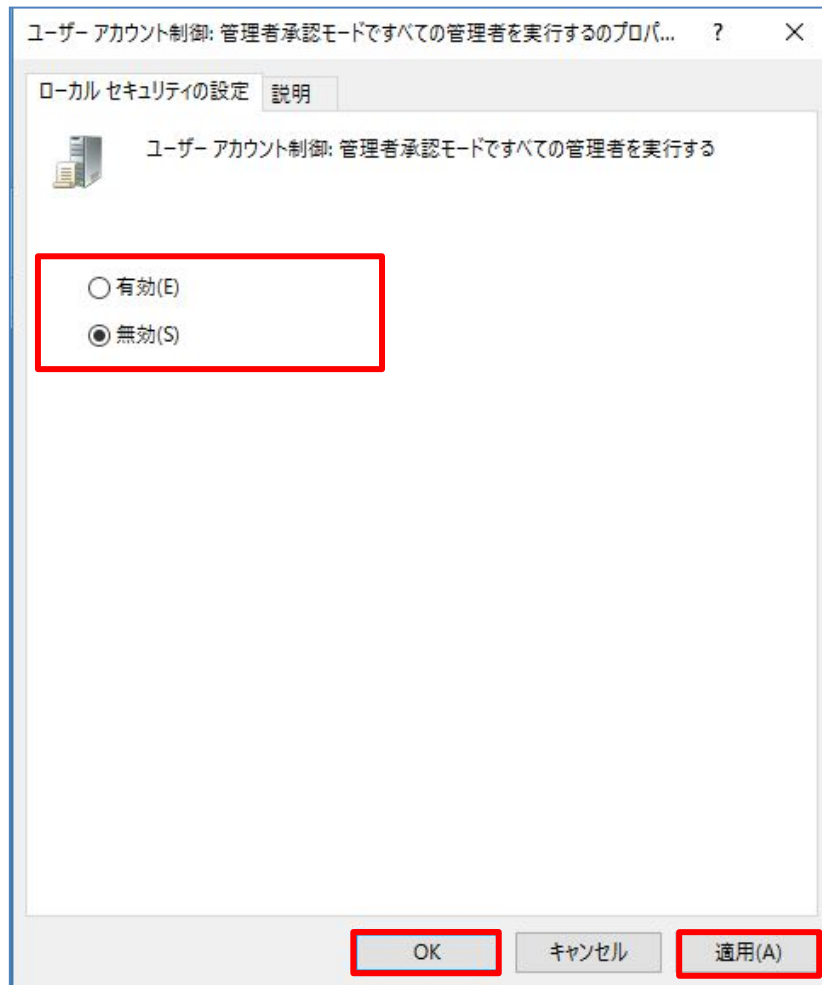 ユーザー アカウント制御: 管理者承認モードですべての管理者を実行するのプロパ... ? ×
ローカル セキュリティの設定 説明
ユーザー アカウント制御: 管理者承認モードですべての管理者を実行する
有効(E)
無効(S)
OK キャンセル 適用(A)